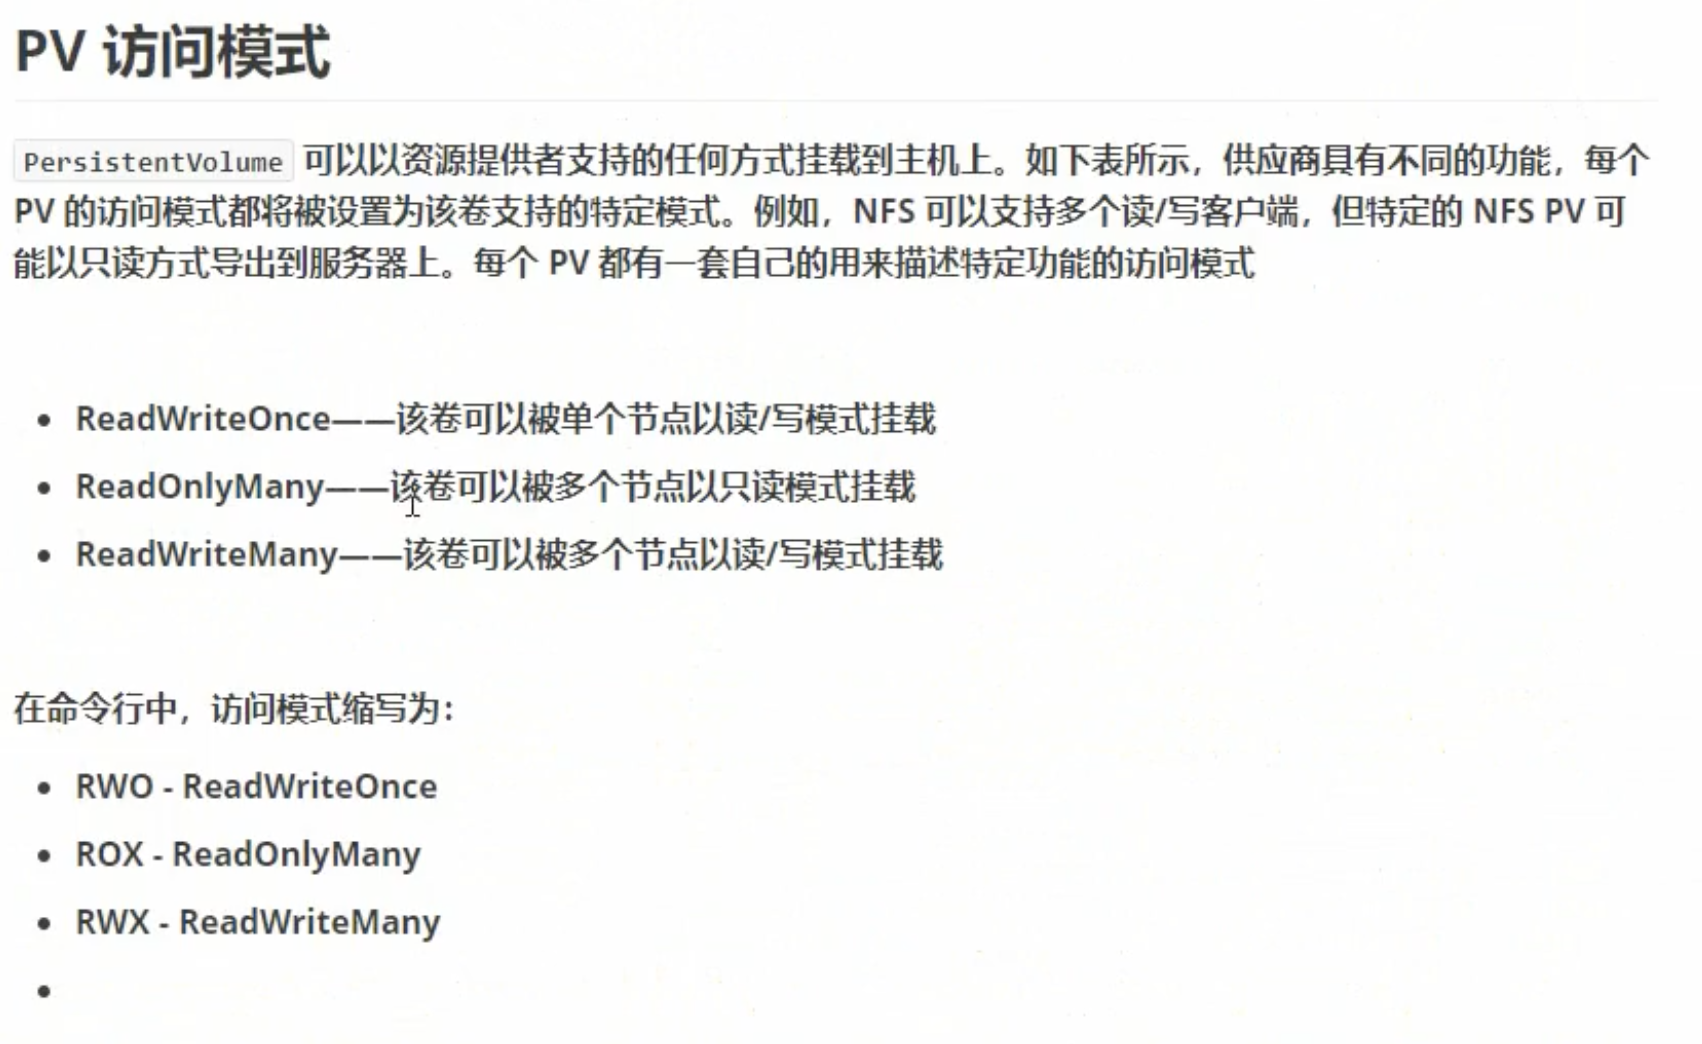 PV 访问模式
PersistentVolume 可以以资源提供者支持的任何方式挂载到主机上。如下表所示，供应商具有不同的功能，每个
PV 的访问模式都将被设置为该卷支持的特定模式。例如，NFS 可以支持多个读/写客户端，但特定的 NFS PV 可
能以只读方式导出到服务器上。每个 PV 都有一套自己的用来描述特定功能的访问模式
• ReadWriteOnce——该卷可以被单个节点以读/写模式挂载
• ReadOnlyMany——该卷可以被多个节点以只读模式挂载
• ReadWriteMany——该卷可以被多个节点以读/写模式挂载
在命令行中，访问模式缩写为：
• RWO - ReadWriteOnce
• ROX - ReadOnlyMany
• RWX - ReadWriteMany
•